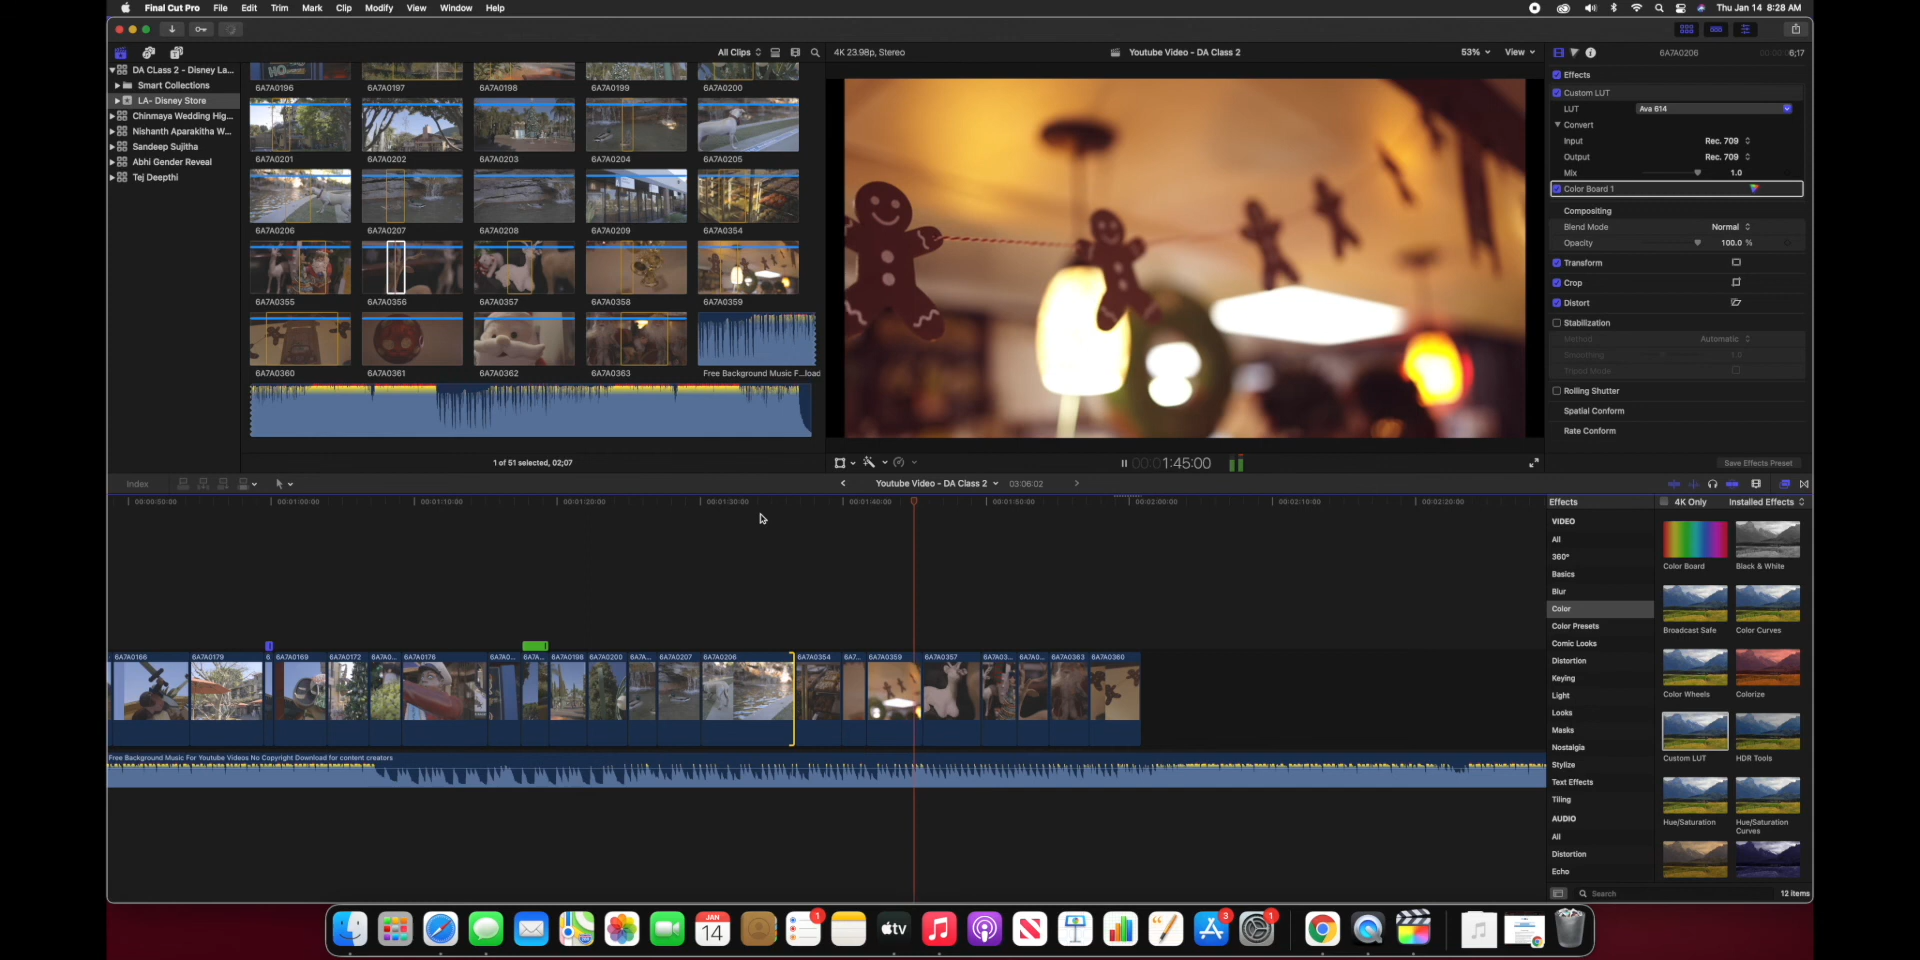 Final Cut Pro File Edit Trim Mark Clip Modify View Window Help
Thu Jan 14 8:28 AM
All Clips
4K 23.98p, Stereo
Youtube Video - DA Class 2
53%
View
6A7A0206
6;17
DA CLass 2 - Disney La...
Smart Collections
LA- Disney Store
Chinmaya Wedding Hig...
Nishanth Aparakitha W...
Sandeep Sujitha
Abhi Gender Reveal
Tej Deepthi
6A7A0196 6A7A0197 6A7A0198 6A7A0199 6A7A0200
6A7A0201 6A7A0202 6A7A0203 6A7A0204 6A7A0205
6A7A0206 6A7A0207 6A7A0208 6A7A0209 6A7A0354
6A7A0355 6A7A0356 6A7A0357 6A7A0358 6A7A0359
6A7A0360 6A7A0361 6A7A0362 6A7A0363 Free Background Music F...load
1 of 51 selected, 02;07
00:00:1:45:00
Effects
Custom LUT
LUT Ava 614
Convert
Input Rec. 709
Output Rec. 709
Mix 1.0
Color Board 1
Compositing
Blend Mode Normal
Opacity 100.0 %
Transform
Crop
Distort
Stabilization
Method Automatic
Smoothing 1.0
Tripod Mode
Rolling Shutter
Spatial Conform
Rate Conform
Save Effects Preset
Index
Youtube Video - DA Class 2
03:06:02
00:00:50:00 00:01:00:00 00:01:10:00 00:01:20:00 00:01:30:00 00:01:40:00 00:01:50:00 00:02:00:00 00:02:10:00 00:02:20:00
6A7A0166 6A7A0179 6. 6A7A0169 6A7A0172 6A7A0... 6A7A0176 6A7A0... 6A7A... 6A7A0198 6A7A0200 6A7A... 6A7A0207 6A7A0206 6A7A0354 6A7... 6A7A0359 6A7A0357 6A7A03... 6A7A0... 6A7A0363 6A7A0360
Free Background Music For Youtube Videos No Copyright Download for content creators
Effects
4K Only
Installed Effects
VIDEO
All
360°
Basics
Blur
Color
Color Presets
Comic Looks
Distortion
Keying
Light
Looks
Masks
Nostalgia
Stylize
Text Effects
Tiling
AUDIO
All
Distortion
Echo
Color Board Black & White
Broadcast Safe Color Curves
Color Wheels Colorize
Custom LUT HDR Tools
Hue/Saturation Hue/Saturation
Curves
Search
12 items
JAN
14
1
tv
3
1